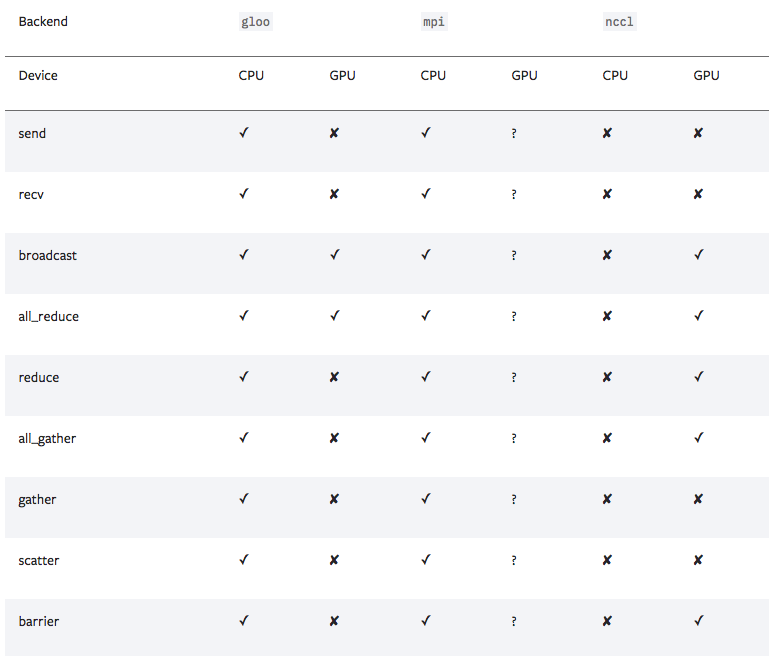 Backend gloo mpi nccl
Device CPU GPU CPU GPU CPU GPU
send ✓ ✘ ✓ ? ✘ ✘
recv ✓ ✘ ✓ ? ✘ ✘
broadcast ✓ ✓ ✓ ? ✘ ✓
all_reduce ✓ ✓ ✓ ? ✘ ✓
reduce ✓ ✘ ✓ ? ✘ ✓
all_gather ✓ ✘ ✓ ? ✘ ✓
gather ✓ ✘ ✓ ? ✘ ✘
scatter ✓ ✘ ✓ ? ✘ ✘
barrier ✓ ✘ ✓ ? ✘ ✓